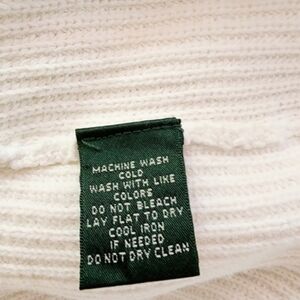 MACHINE WASH
COLD
WASH WITH LIKE
COLORS
DO NOT BLEACH
LAY FLAT TO DRY
COOL IRON
IF NEEDED
DO NOT DRY CLEAN